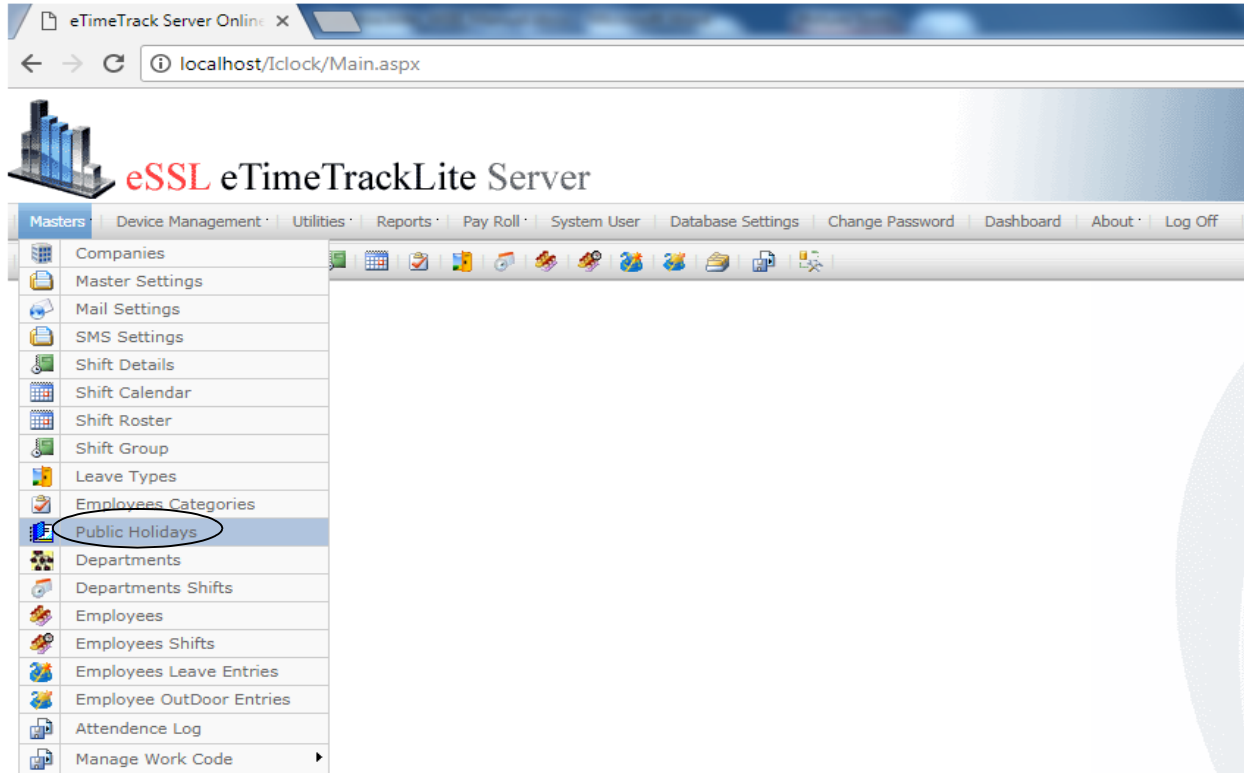 eTimeTrack Server Online
localhost/Iclock/Main.aspx
eSSL eTimeTrackLite Server
Masters Device Management Utilities Reports Pay Roll System User Database Settings Change Password Dashboard About Log Off
Companies
Master Settings
Mail Settings
SMS Settings
Shift Details
Shift Calendar
Shift Roster
Shift Group
Leave Types
Employees Categories
Public Holidays
Departments
Departments Shifts
Employees
Employees Shifts
Employees Leave Entries
Employee OutDoor Entries
Attendence Log
Manage Work Code